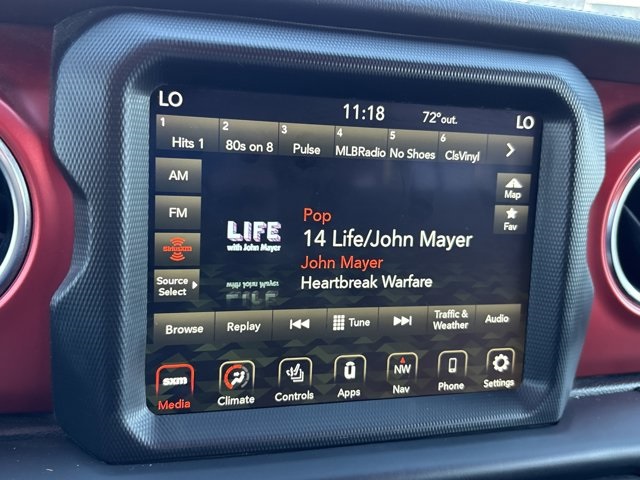 LO 11:18 72°out. LO
1 Hits 1 2 80s on 8 3 Pulse 4 MLBRadio 5 No Shoes 6 ClsVinyl
AM
FM
siriusxm
Source Select
Map
Fav
LIFE
with John Mayer
Pop
14 Life/John Mayer
John Mayer
Heartbreak Warfare
Browse Replay Tune Traffic & Weather Audio
sxm NW
Media Climate Controls Apps Nav Phone Settings